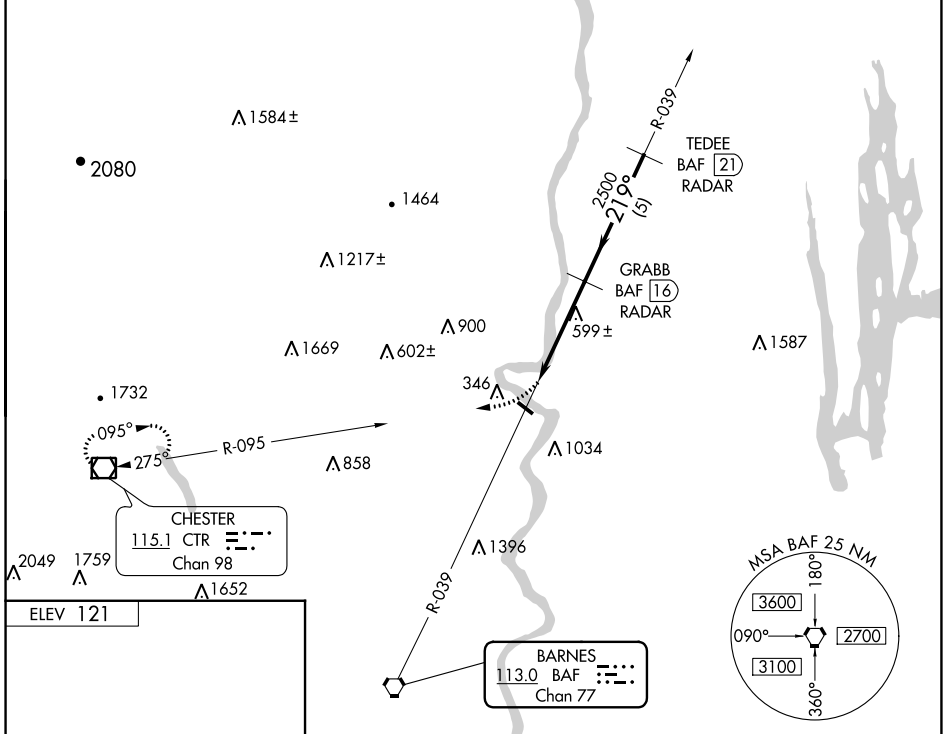 1584±
2080
1464
1217±
900
1669
602±
1732
095°
275°
R-095
858
346
1034
1396
1587
599±
R-039
TEDEE
BAF 21
RADAR
2500
219°
(5)
GRABB
BAF 16
RADAR
CHESTER
115.1 CTR
Chan 98
2049
1759
1652
ELEV 121
R-039
BARNES
113.0 BAF
Chan 77
MSA BAF 25 NM
180°
3600
090°
2700
3100
360°